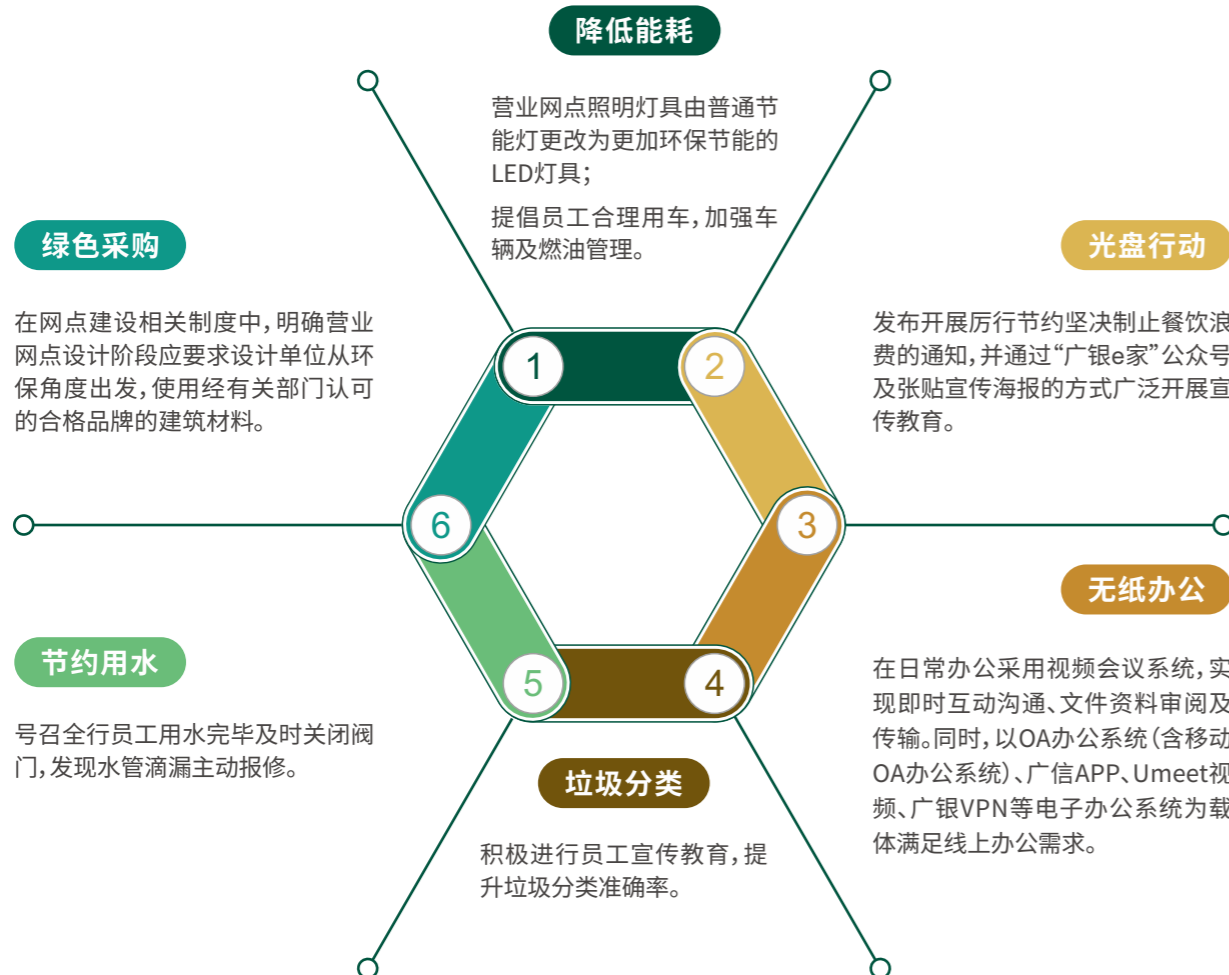 降低能耗
营业网点照明灯具由普通节
能灯更改为更加环保节能的
LED灯具；
提倡员工合理用车，加强车
辆及燃油管理。
绿色采购
在网点建设相关制度中，明确营业
网点设计阶段应要求设计单位从环
保角度出发，使用经有关部门认可
的合格品牌的建筑材料。
光盘行动
发布开展厉行节约坚决制止餐饮浪
费的通知，并通过“广银e家”公众号
及张贴宣传海报的方式广泛开展宣
传教育。
1
2
3
4
5
6
节约用水
号召全行员工用水完毕及时关闭阀
门，发现水管滴漏主动报修。
无纸办公
在日常办公采用视频会议系统，实
现即时互动沟通、文件资料审阅及
传输。同时，以OA办公系统（含移动
OA办公系统）、广信APP、Umeet视
频、广银VPN等电子办公系统为载
体满足线上办公需求。
垃圾分类
积极进行员工宣传教育，提
升垃圾分类准确率。